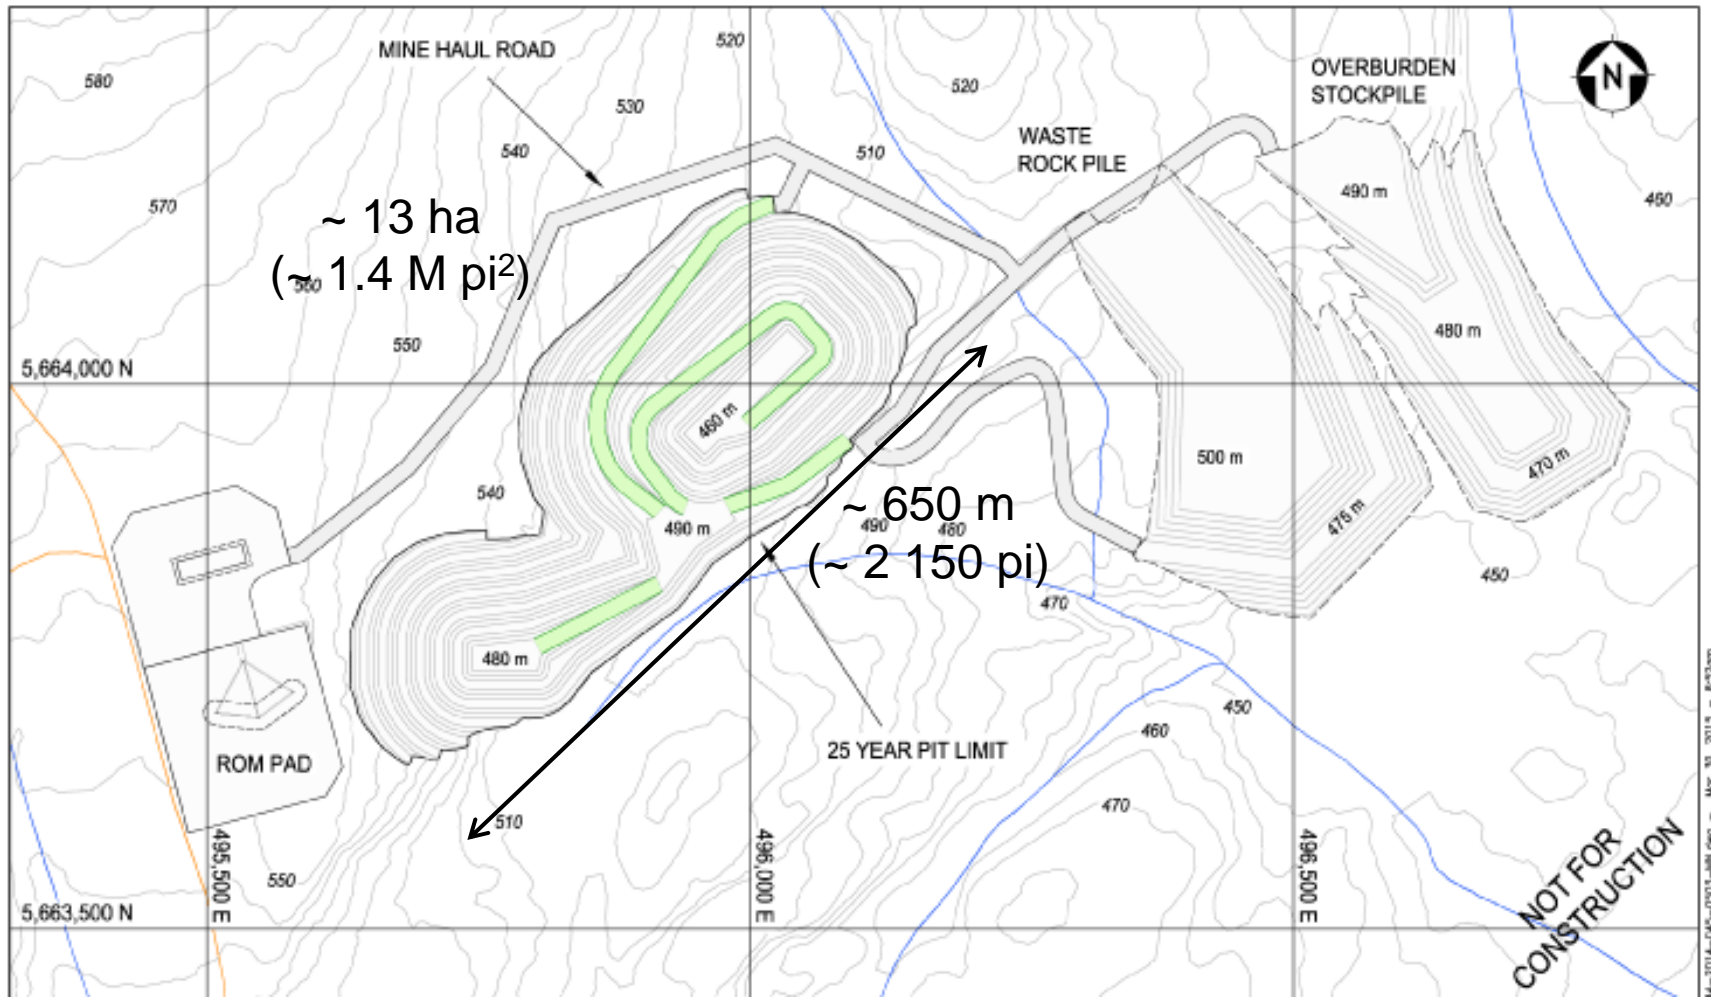 MINE HAUL ROAD
OVERBURDEN
STOCKPILE
N
WASTE
ROCK PILE
580
520
520
530
540
510
570
460
490 m
~ 13 ha
(~ 1.4 M pi²)
560
550
480 m
5,664,000 N
460 m
500 m
470 m
475 m
540
490 m
~ 650 m
490
480
(~ 2 150 pi)
450
470
480 m
450
460
25 YEAR PIT LIMIT
ROM PAD
470
510
550
495,500 E
496,000 E
496,500 E
5,663,500 N
NOT FOR
CONSTRUCTION